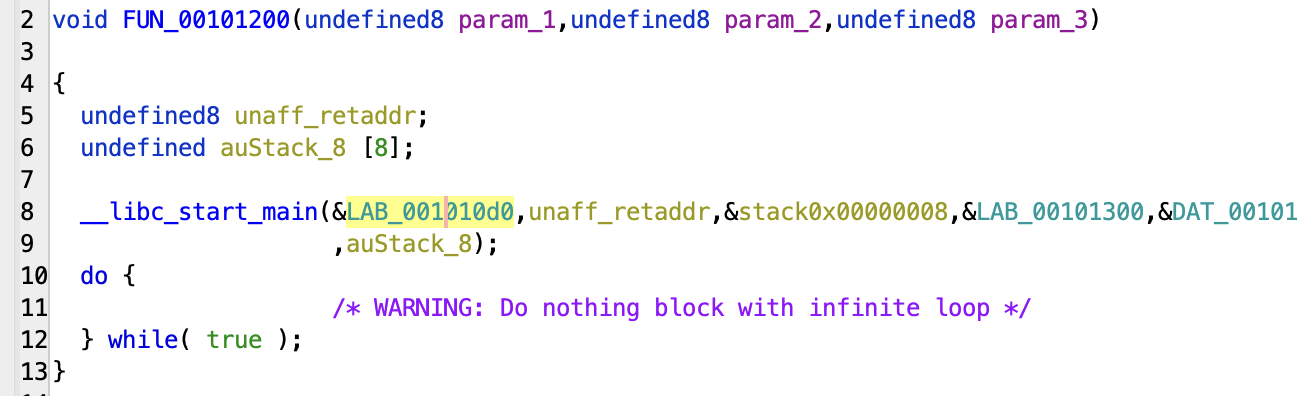 2 void FUN_00101200(undefined8 param_1,undefined8 param_2,undefined8 param_3)
3
4 {
5 undefined8 unaff_retaddr;
6 undefined auStack_8 [8];
7
8 __libc_start_main(&LAB_001010d0,unaff_retaddr,&stack0x00000008,&LAB_00101300,&DAT_00101
9 ,auStack_8);
10 do {
11 /* WARNING: Do nothing block with infinite loop */
12 } while( true );
13 }